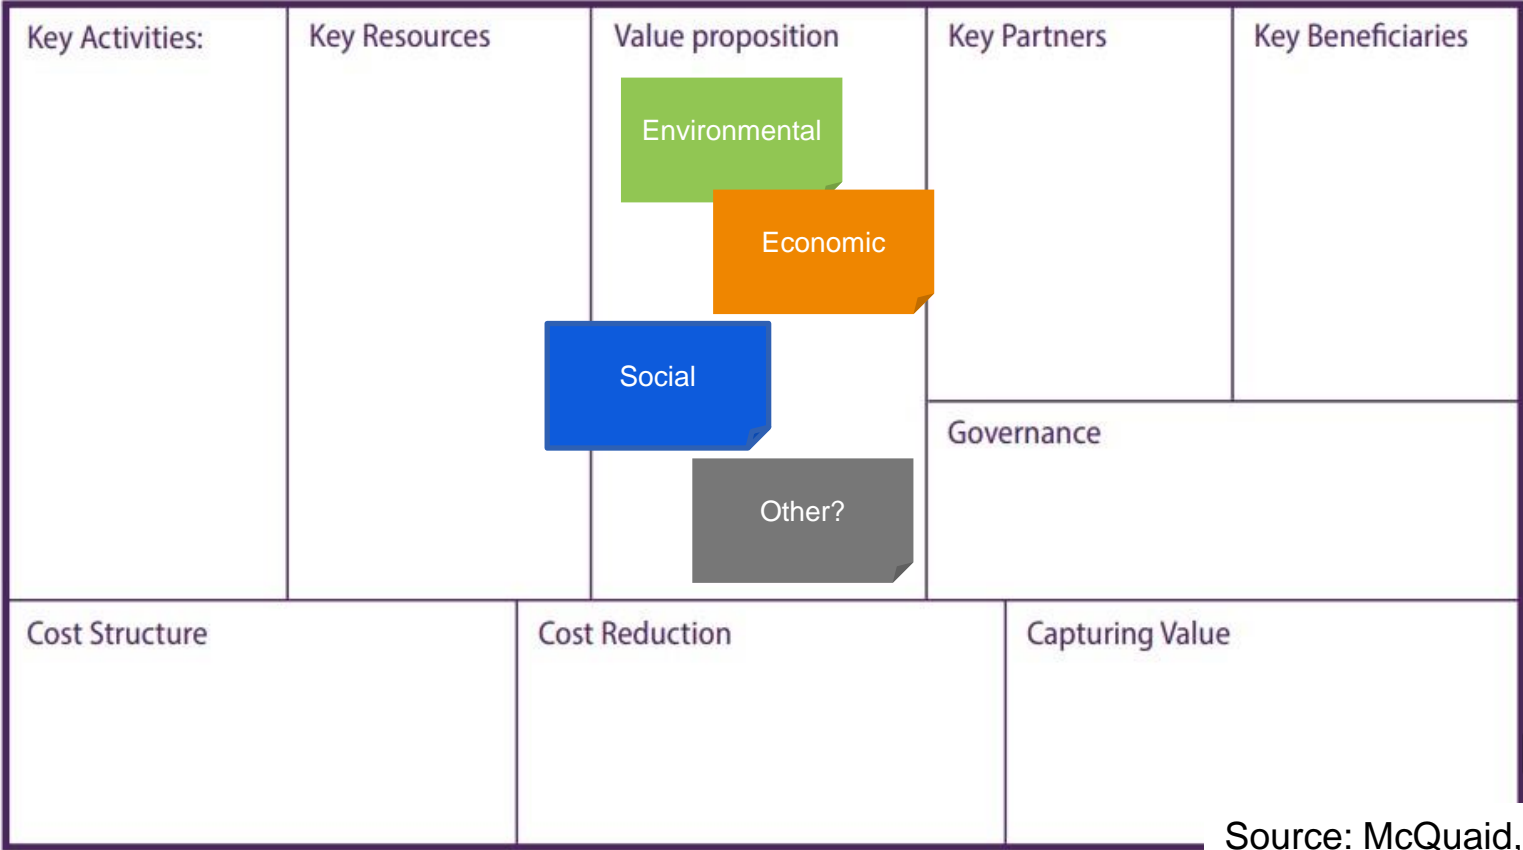 Key Activities:
Key Resources
Value proposition
Key Partners
Key Beneficiaries
Environmental
Economic
Social
Other?
Governance
Cost Structure
Cost Reduction
Capturing Value
Source: McQuaid,